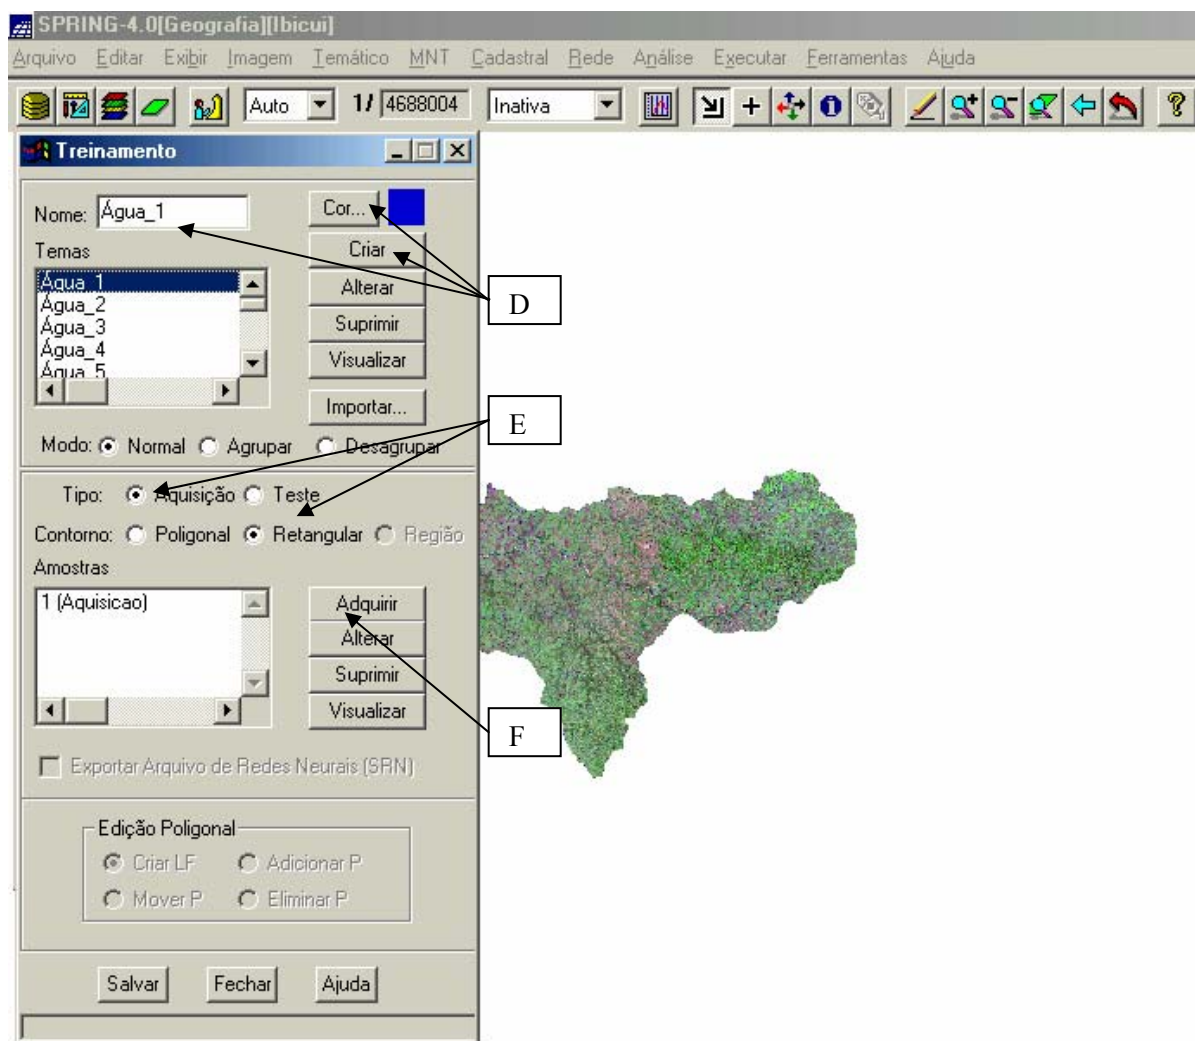 SPRING-4.0[Geografia][Ibicui]
Arquivo Editar Exibir Imagem Temático MNT Cadastral Rede Análise Executar Ferramentas Ajuda
Auto 1/ 4688004 Inativa
Treinamento
Nome: Água_1 Cor...
Temas Criar
Água_1
Água_2
Água_3
Água_4
Água_5
Alterar
Suprimir
Visualizar
Importar...
D
E
Modo: Normal Agrupar Desagrupar
Tipo: Aquisição Teste
Contorno: Poligonal Retangular Região
Amostras
1 (Aquisicao)
Adquirir
Alterar
Suprimir
Visualizar
F
Exportar Arquivo de Redes Neurais (SRN)
Edição Poligonal
Criar LF Adicionar P
Mover P Eliminar P
Salvar Fechar Ajuda